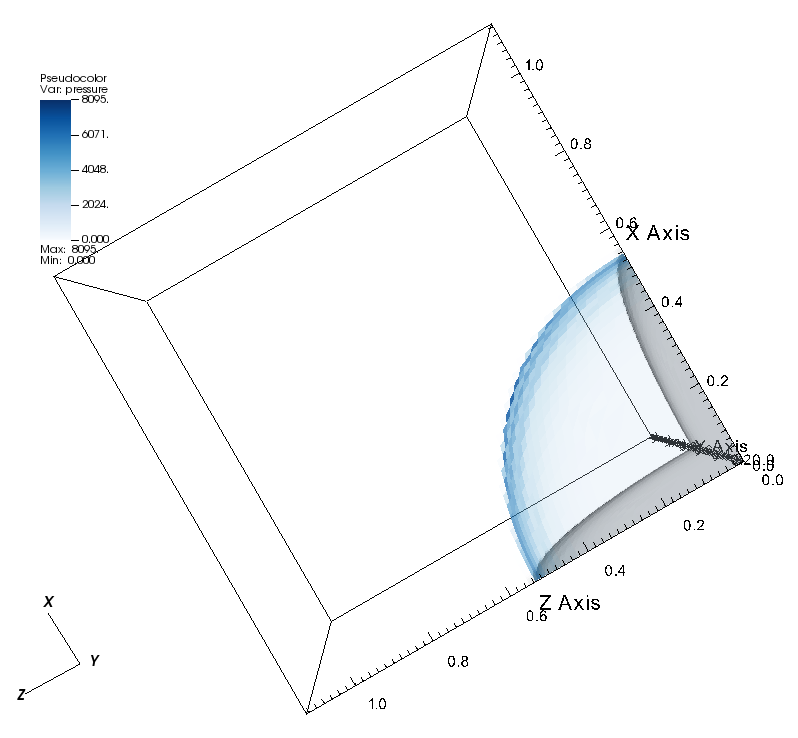 Pseudocolor
Var: pressure
8095.
6071.
4048.
2024.
0.000
Max: 8095.
Min: 0.000
1.0
0.8
0.6
X Axis
0.4
0.2
Y Axis
0.0
0.0
0.2
0.4
Z Axis
0.6
0.8
1.0
X
Y
Z